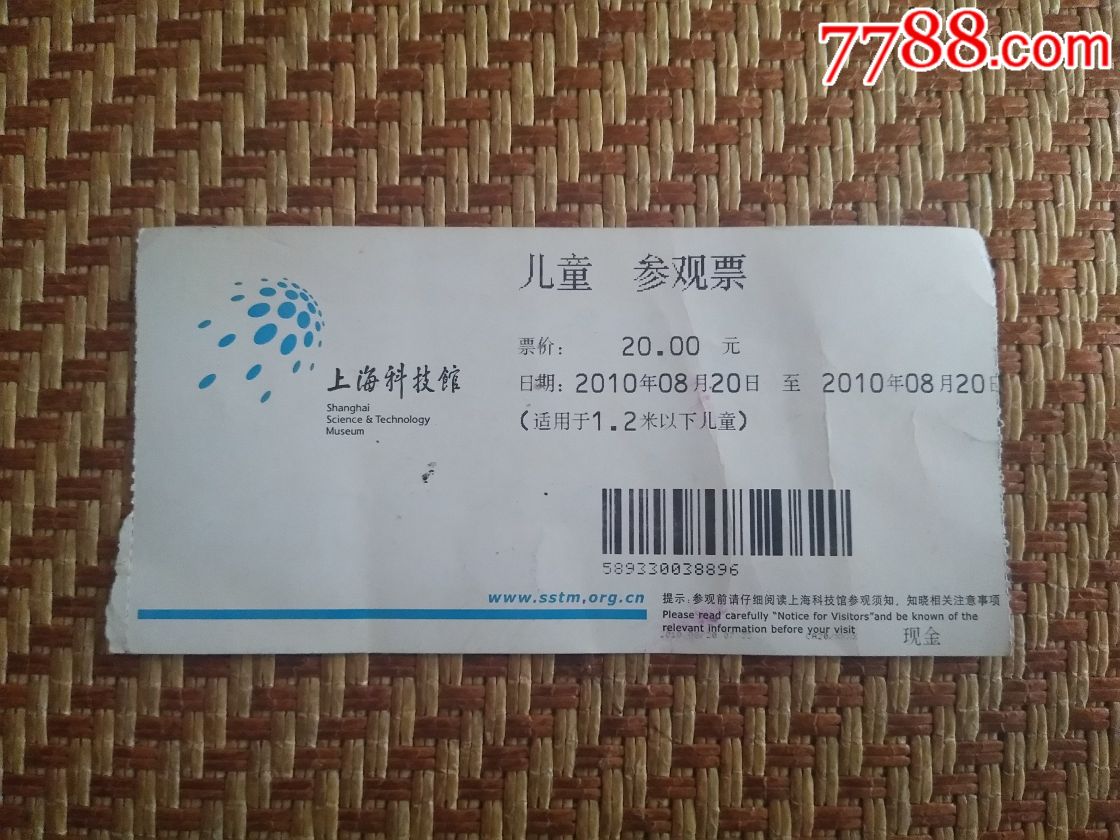 7788.com
儿童 参观票
票价: 20.00 元
日期: 2010年08月20日 至 2010年08月20日
(适用于1.2米以下儿童)
上海科技馆
Shanghai
Science & Technology
Museum
589330038896
www.sstm.org.cn
提示:参观前请仔细阅读上海科技馆参观须知,知晓相关注意事项
Please read carefully "Notice for Visitors"and be known of the
relevant information before your visit
现金